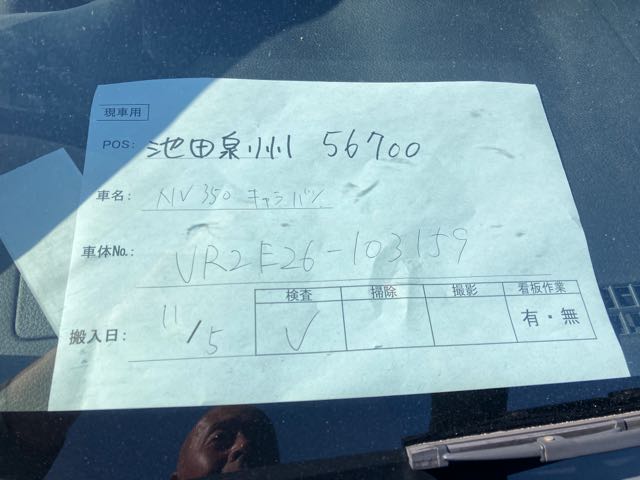 現車用
POS: 池田泉州 56700
車名: NV350 キャラバン
車体No.: VR2E26-103159
搬入日: 11/5
検査 掃除 撮影 看板作業
✓ 有・無